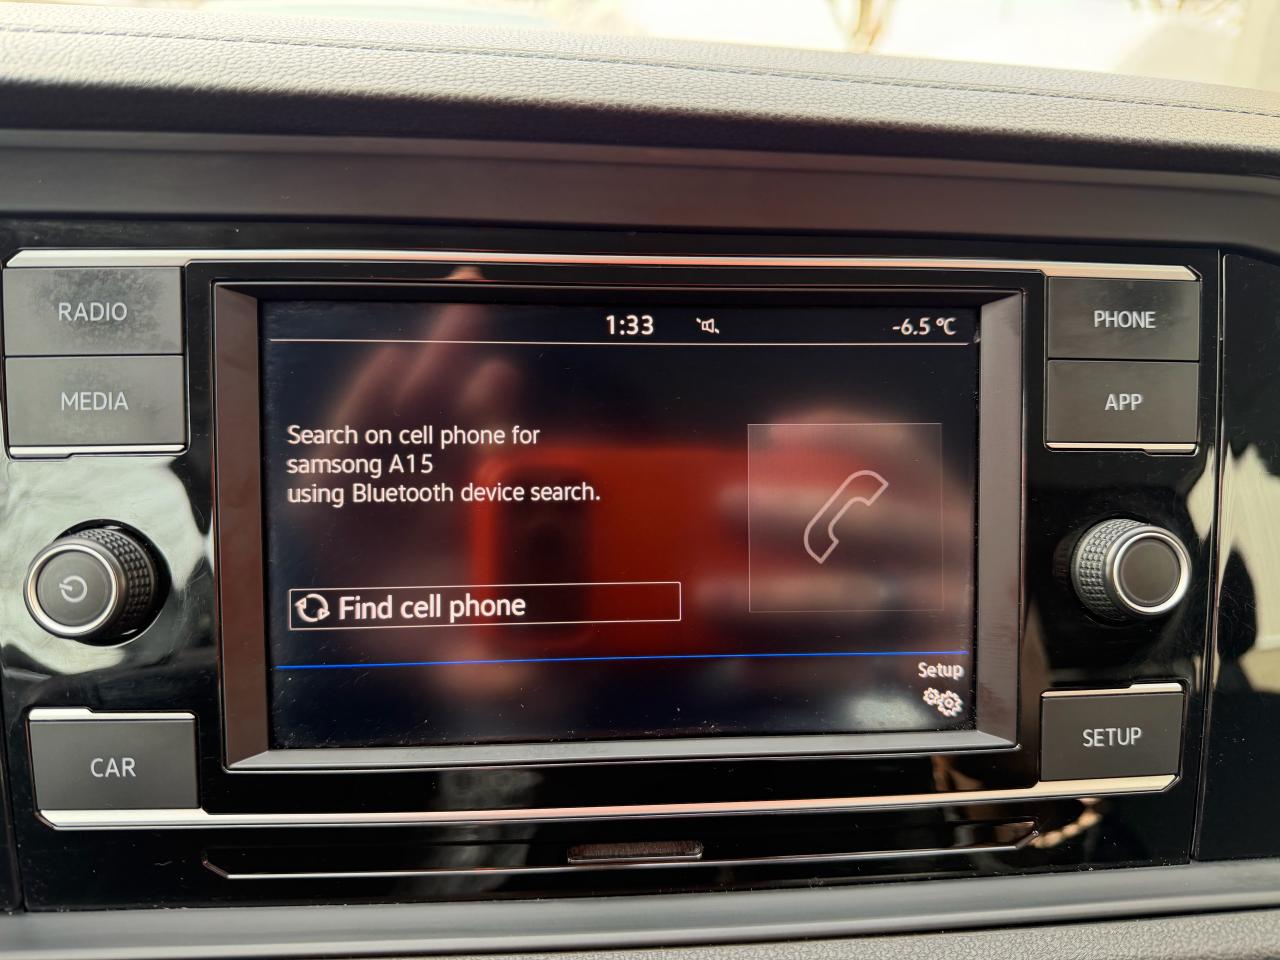 RADIO
MEDIA
CAR
1:33
-6.5 °C
Search on cell phone for
samsong A15
using Bluetooth device search.
Find cell phone
Setup
PHONE
APP
SETUP